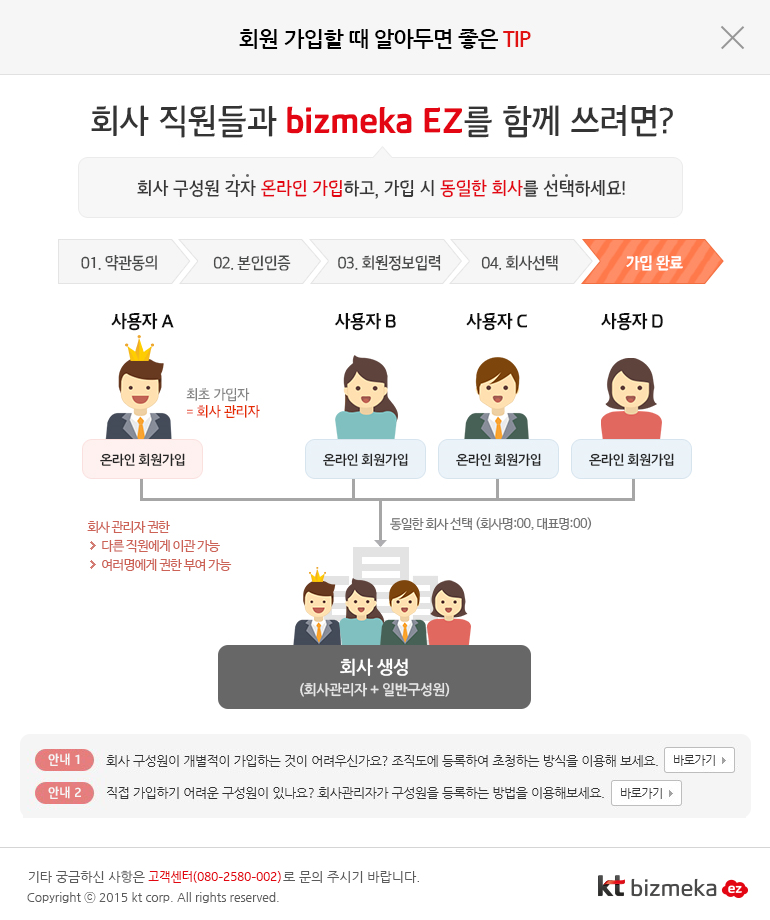 회원 가입할 때 알아두면 좋은 TIP
회사 직원들과 bizmeka EZ를 함께 쓰려면?
회사 구성원 각자 온라인 가입하고, 가입 시 동일한 회사를 선택하세요!
01. 약관동의 02. 본인인증 03. 회원정보입력 04. 회사선택 가입 완료
사용자 A 사용자 B 사용자 C 사용자 D
최초 가입자
= 회사 관리자
온라인 회원가입 온라인 회원가입 온라인 회원가입 온라인 회원가입
동일한 회사 선택 (회사명:00, 대표명:00)
회사 관리자 권한
다른 직원에게 이관 가능
여러명에게 권한 부여 가능
회사 생성
(회사관리자 + 일반구성원)
안내 1 회사 구성원이 개별적이 가입하는 것이 어려우신가요? 조직도에 등록하여 초청하는 방식을 이용해 보세요. 바로가기
안내 2 직접 가입하기 어려운 구성원이 있나요? 회사관리자가 구성원을 등록하는 방법을 이용해보세요. 바로가기
기타 궁금하신 사항은 고객센터(080-2580-002)로 문의 주시기 바랍니다.
Copyright ⓒ 2015 kt corp. All rights reserved.
kt bizmeka ez